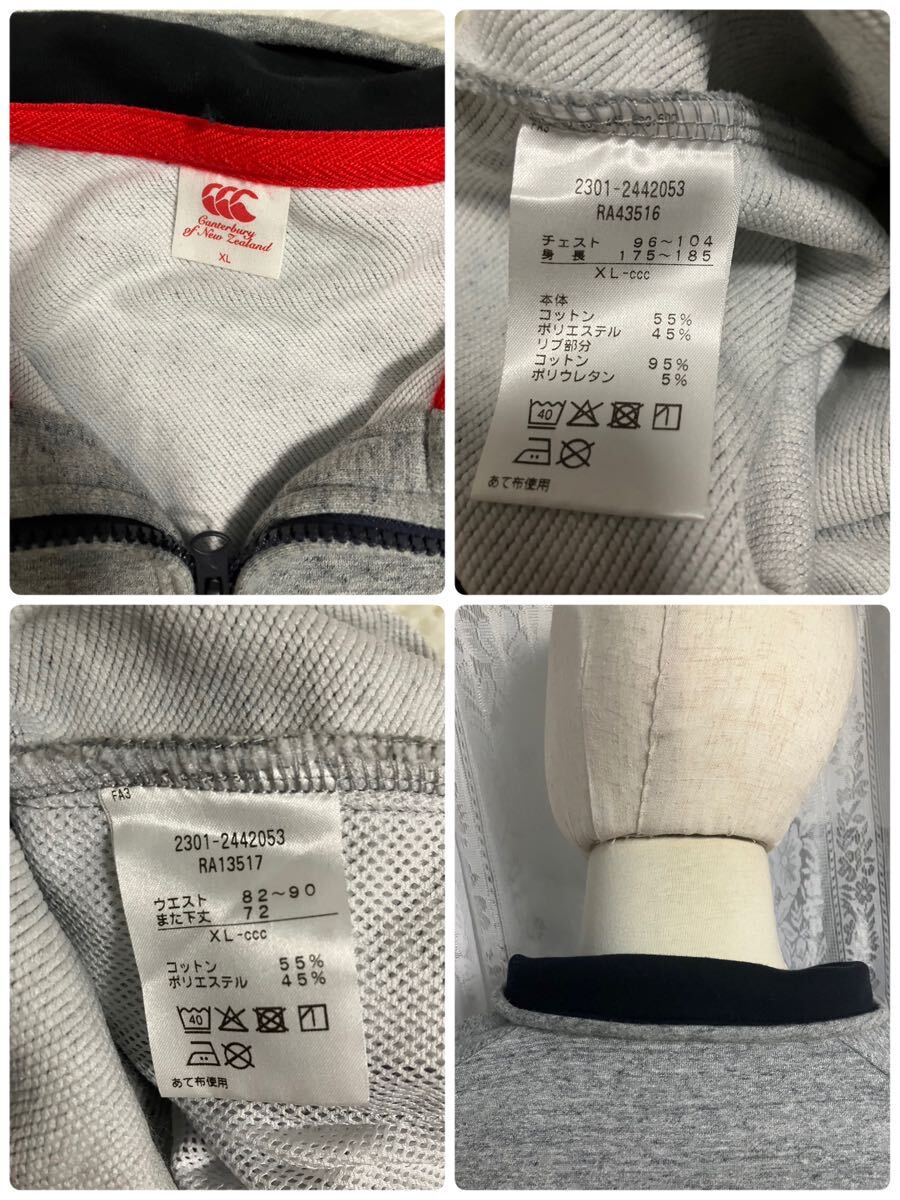 CCC
Canterbury
of New Zealand
XL
FA3
2301-2442053
RA43516
チェスト 96～104
身長 175～185
XL-ccc
本体
コットン 55%
ポリエステル 45%
リブ部分
コットン 95%
ポリウレタン 5%
40
あて布使用
FA3
2301-2442053
RA13517
ウエスト 82～90
また下丈 72
XL-ccc
コットン 55%
ポリエステル 45%
40
あて布使用